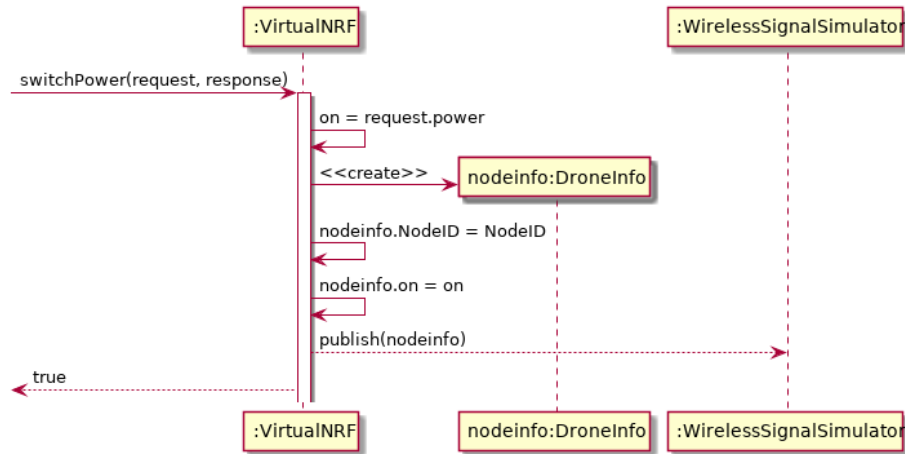 :VirtualNRF
:WirelessSignalSimulator
switchPower(request, response)
on = request.power
<<create>>
nodeinfo:DroneInfo
nodeinfo.NodeID = NodeID
nodeinfo.on = on
publish(nodeinfo)
true
:VirtualNRF
nodeinfo:DroneInfo
:WirelessSignalSimulator